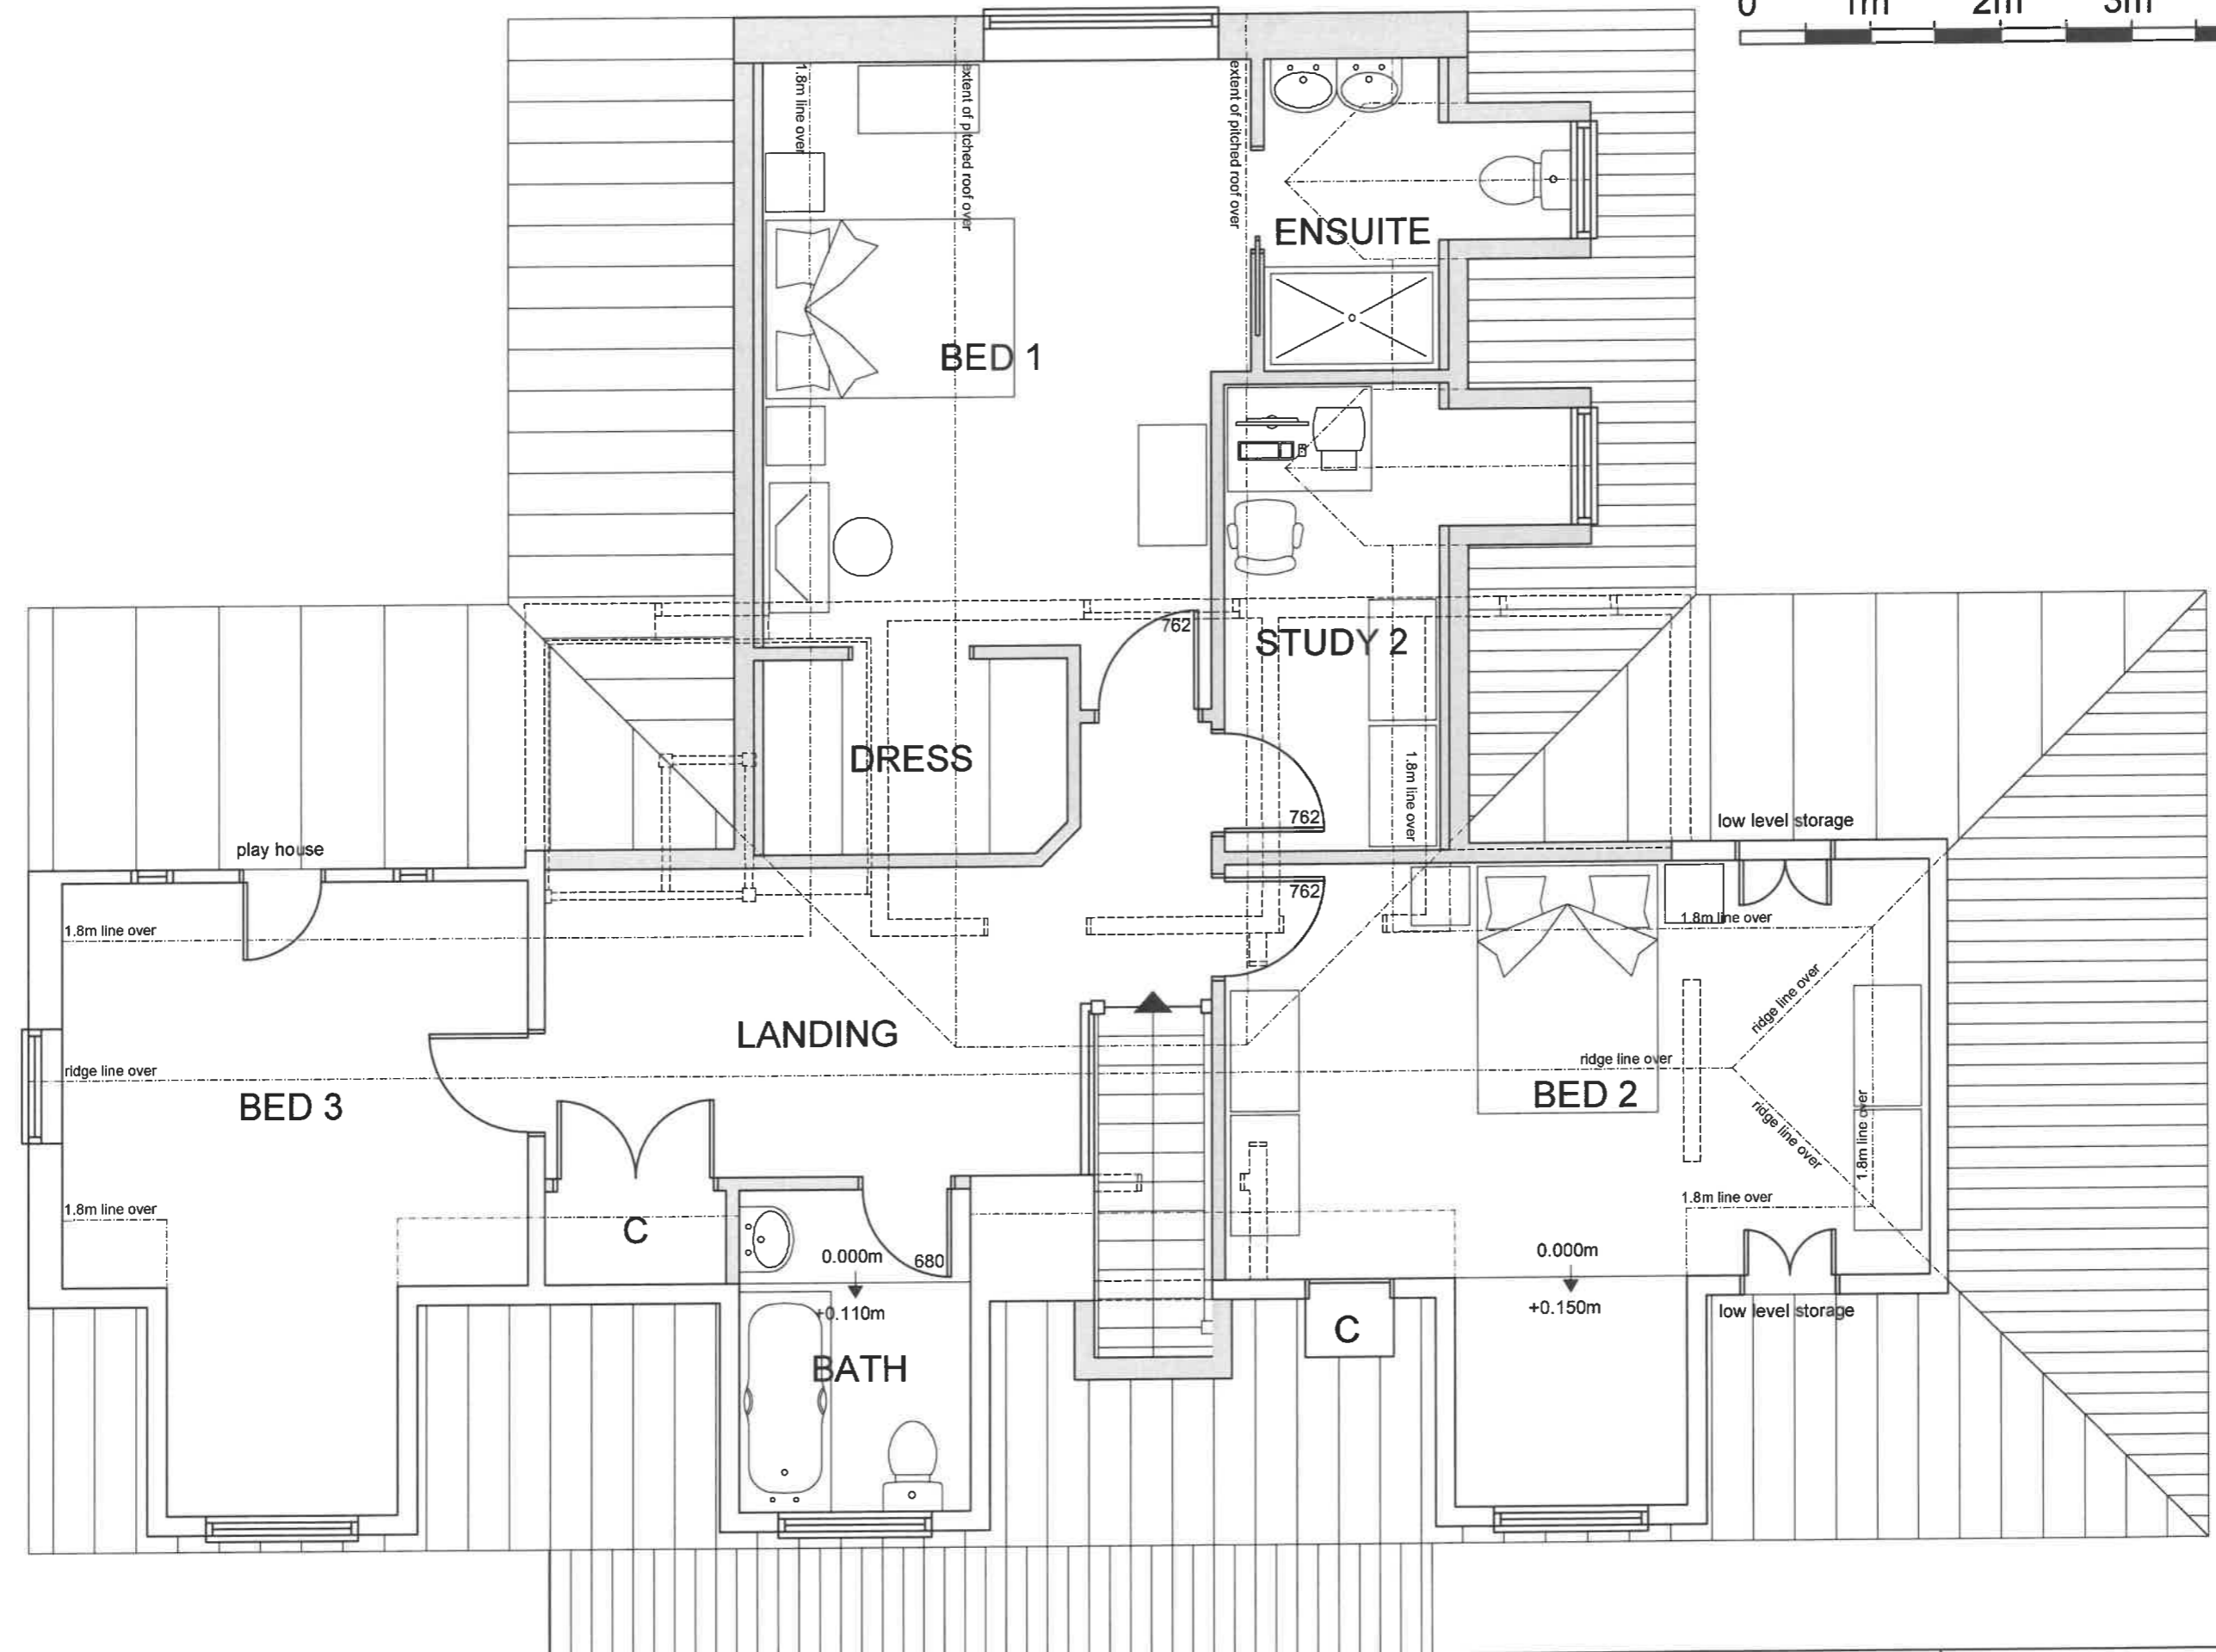 0 1m 2m 3m
1.8m line over
extent of pitched roof over
extent of pitched roof over
ENSUITE
BED 1
762
STUDY 2
DRESS
1.8m line over
762
low level storage
play house
762
1.8m line over
1.8m line over
ridge line over
LANDING
ridge line over
ridge line over
BED 3
BED 2
ridge line over
1.8m line over
1.8m line over
1.8m line over
C
0.000m
680
0.000m
+0.110m
+0.150m
low level storage
C
BATH